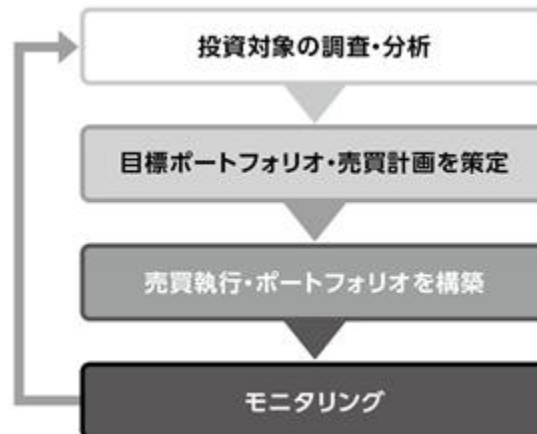 投資対象の調査・分析
目標ポートフォリオ・売買計画を策定
売買執行・ポートフォリオを構築
モニタリング